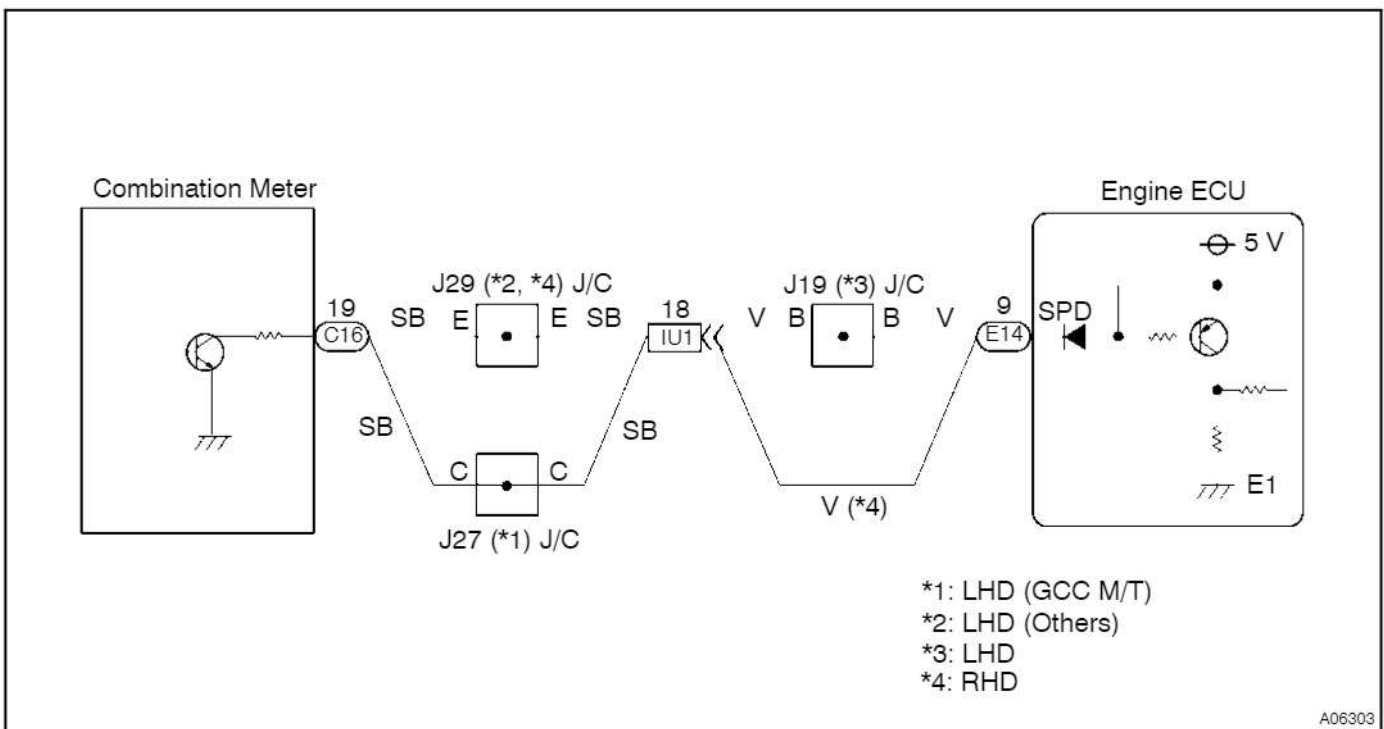 Combination Meter
Engine ECU
5 V
J29 (*2, *4) J/C
J19 (*3) J/C
19
C16
SB
E
E
SB
18
IU1
V
B
B
V
9
E14
SPD
SB
C
C
SB
J27 (*1) J/C
V (*4)
E1
*1: LHD (GCC M/T)
*2: LHD (Others)
*3: LHD
*4: RHD
A06303